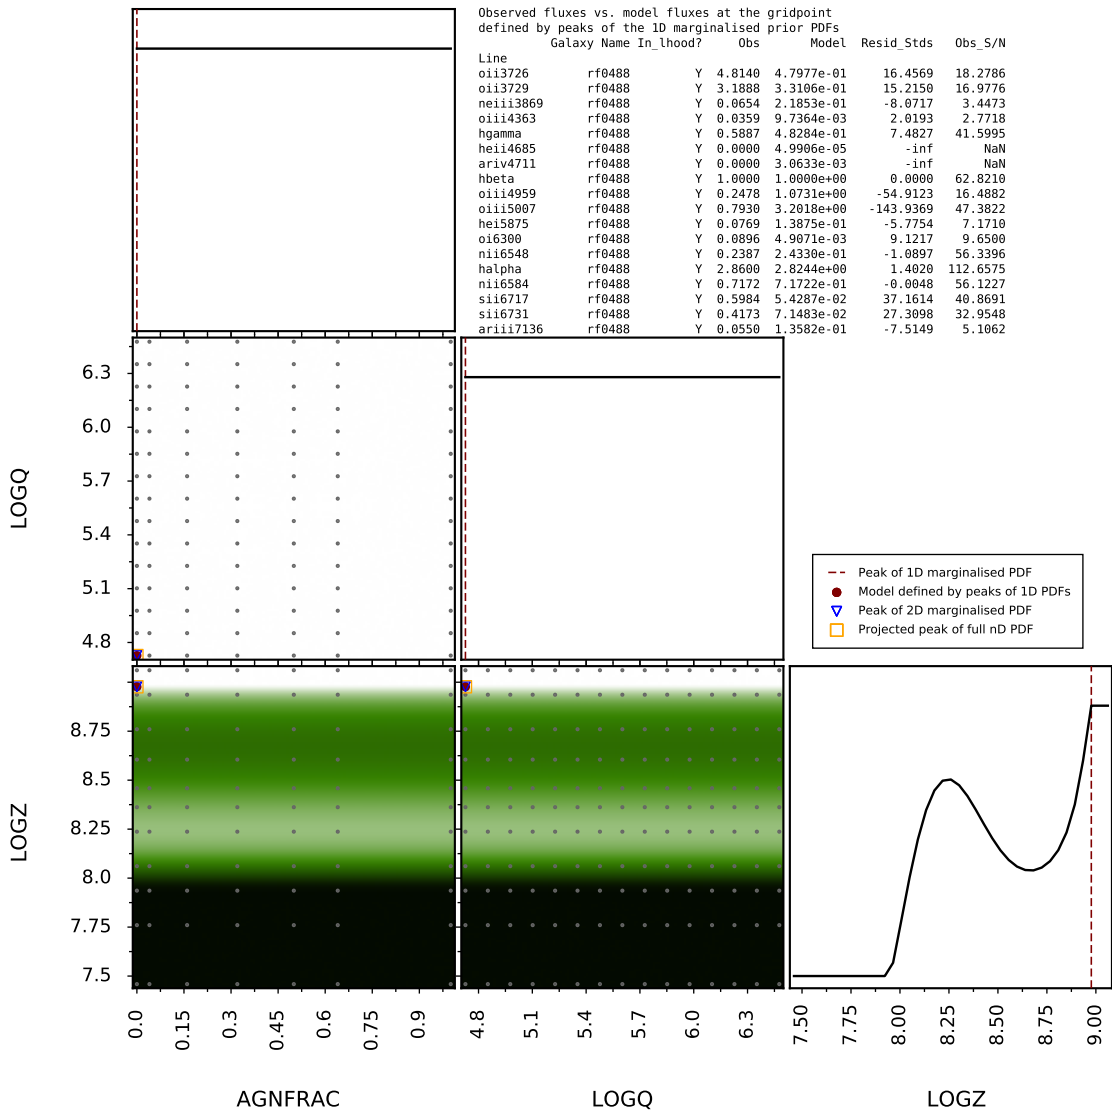 Observed fluxes vs. model fluxes at the gridpoint
defined by peaks of the 1D marginalised prior PDFs
Galaxy Name In_lhood? Obs Model Resid_Stds Obs_S/N
Line
oii3726 rf0488 Y 4.8140 4.7977e-01 16.4569 18.2786
oii3729 rf0488 Y 3.1888 3.3106e-01 15.2150 16.9776
neiii3869 rf0488 Y 0.0654 2.1853e-01 -8.0717 3.4473
oiii4363 rf0488 Y 0.0359 9.7364e-03 2.0193 2.7718
hgamma rf0488 Y 0.5887 4.8284e-01 7.4827 41.5995
heii4685 rf0488 Y 0.0000 4.9906e-05 -inf NaN
ariv4711 rf0488 Y 0.0000 3.0633e-03 -inf NaN
hbeta rf0488 Y 1.0000 1.0000e+00 0.0000 62.8210
oiii4959 rf0488 Y 0.2478 1.0731e+00 -54.9123 16.4882
oiii5007 rf0488 Y 0.7930 3.2018e+00 -143.9369 47.3822
hei5875 rf0488 Y 0.0769 1.3875e-01 -5.7754 7.1710
oi6300 rf0488 Y 0.0896 4.9071e-03 9.1217 9.6500
nii6548 rf0488 Y 0.2387 2.4330e-01 -1.0897 56.3396
halpha rf0488 Y 2.8600 2.8244e+00 1.4020 112.6575
nii6584 rf0488 Y 0.7172 7.1722e-01 -0.0048 56.1227
sii6717 rf0488 Y 0.5984 5.4287e-02 37.1614 40.8691
sii6731 rf0488 Y 0.4173 7.1483e-02 27.3098 32.9548
ariii7136 rf0488 Y 0.0550 1.3582e-01 -7.5149 5.1062
6.3
6.0
5.7
5.4
5.1
4.8
LOGQ
Peak of 1D marginalised PDF
Model defined by peaks of 1D PDFs
Peak of 2D marginalised PDF
Projected peak of full nD PDF
8.75
8.5
8.25
8.0
7.75
7.5
LOGZ
0.0 0.15 0.3 0.45 0.6 0.75 0.9
4.8 5.1 5.4 5.7 6.0 6.3
7.50 7.75 8.00 8.25 8.50 8.75 9.00
AGNFRAC LOGQ LOGZ